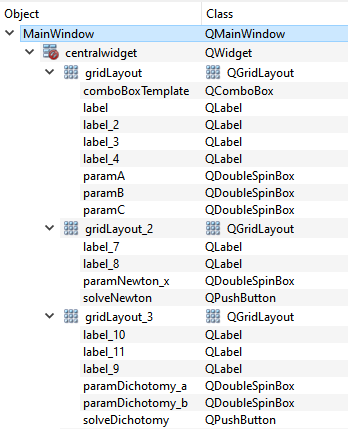 Object Class
MainWindow QMainWindow
centralwidget QWidget
gridLayout QGridLayout
comboBoxTemplate QComboBox
label QLabel
label_2 QLabel
label_3 QLabel
label_4 QLabel
paramA QDoubleSpinBox
paramB QDoubleSpinBox
paramC QDoubleSpinBox
gridLayout_2 QGridLayout
label_7 QLabel
label_8 QLabel
paramNewton_x QDoubleSpinBox
solveNewton QPushButton
gridLayout_3 QGridLayout
label_10 QLabel
label_11 QLabel
label_9 QLabel
paramDichotomy_a QDoubleSpinBox
paramDichotomy_b QDoubleSpinBox
solveDichotomy QPushButton